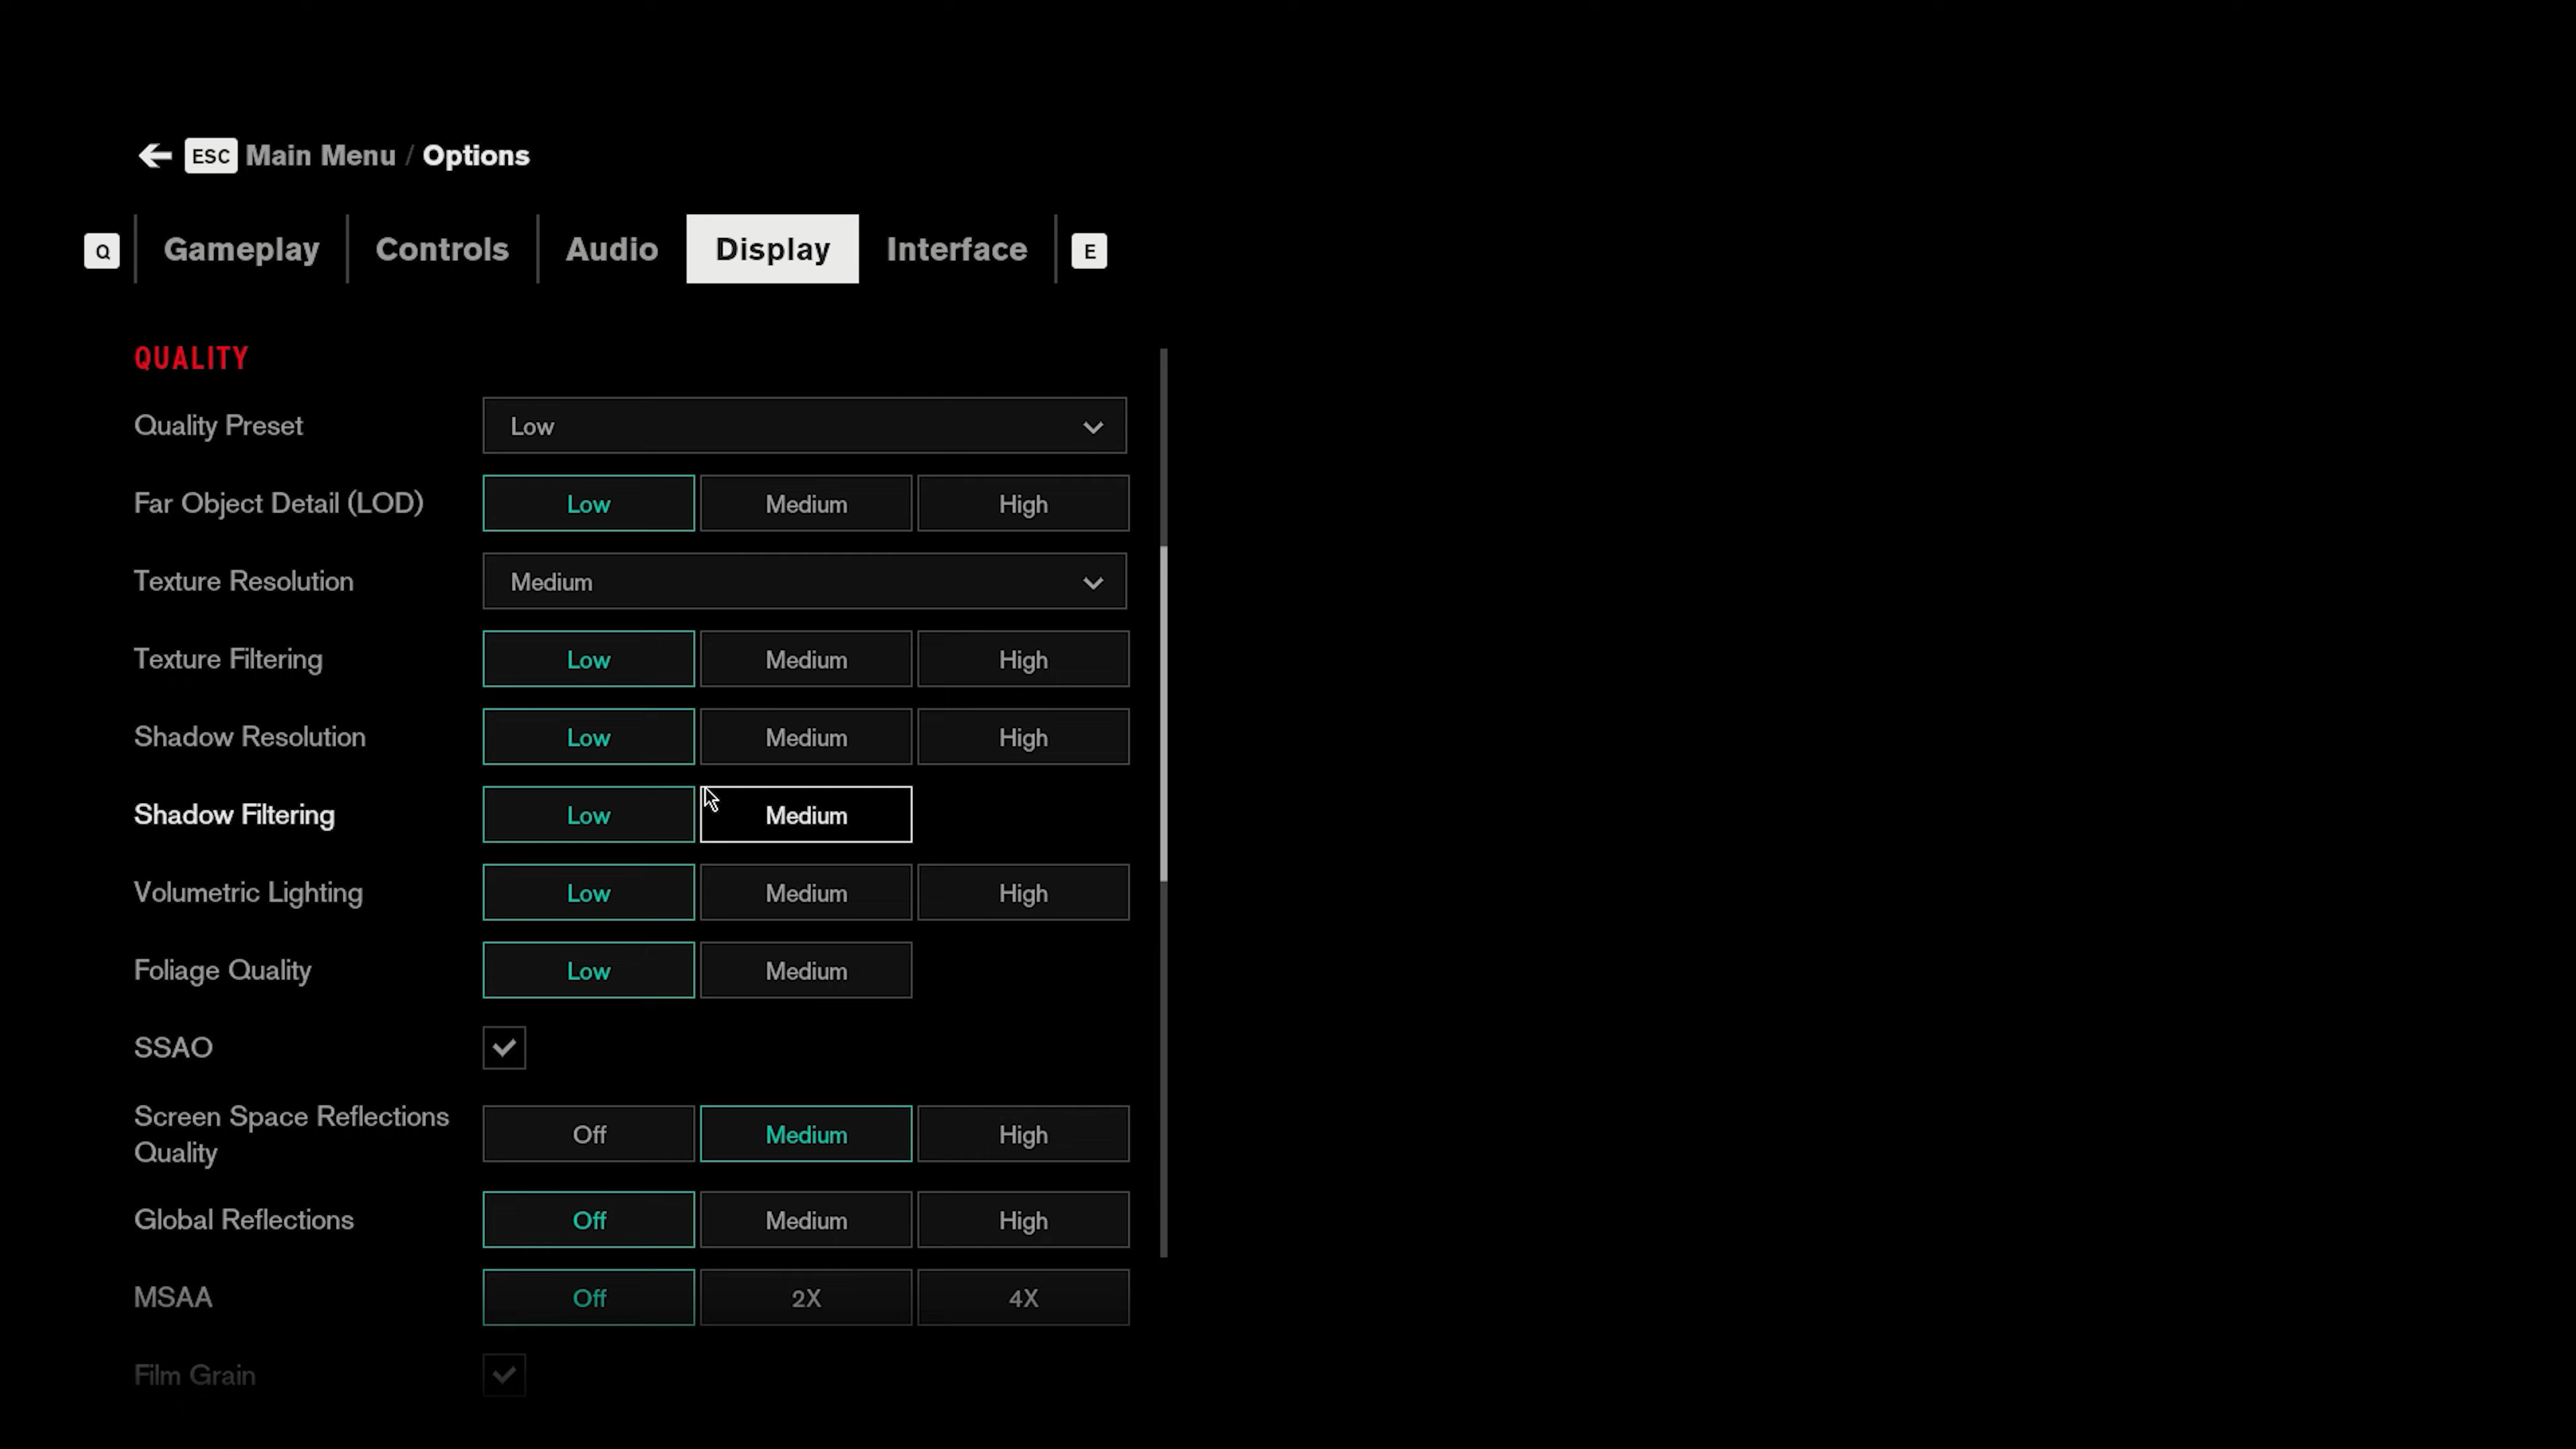 ESC Main Menu / Options
Q Gameplay Controls Audio Display Interface E
QUALITY
Quality Preset Low
Far Object Detail (LOD) Low Medium High
Texture Resolution Medium
Texture Filtering Low Medium High
Shadow Resolution Low Medium High
Shadow Filtering Low Medium
Volumetric Lighting Low Medium High
Foliage Quality Low Medium
SSAO
Screen Space Reflections
Quality Off Medium High
Global Reflections Off Medium High
MSAA Off 2X 4X
Film Grain